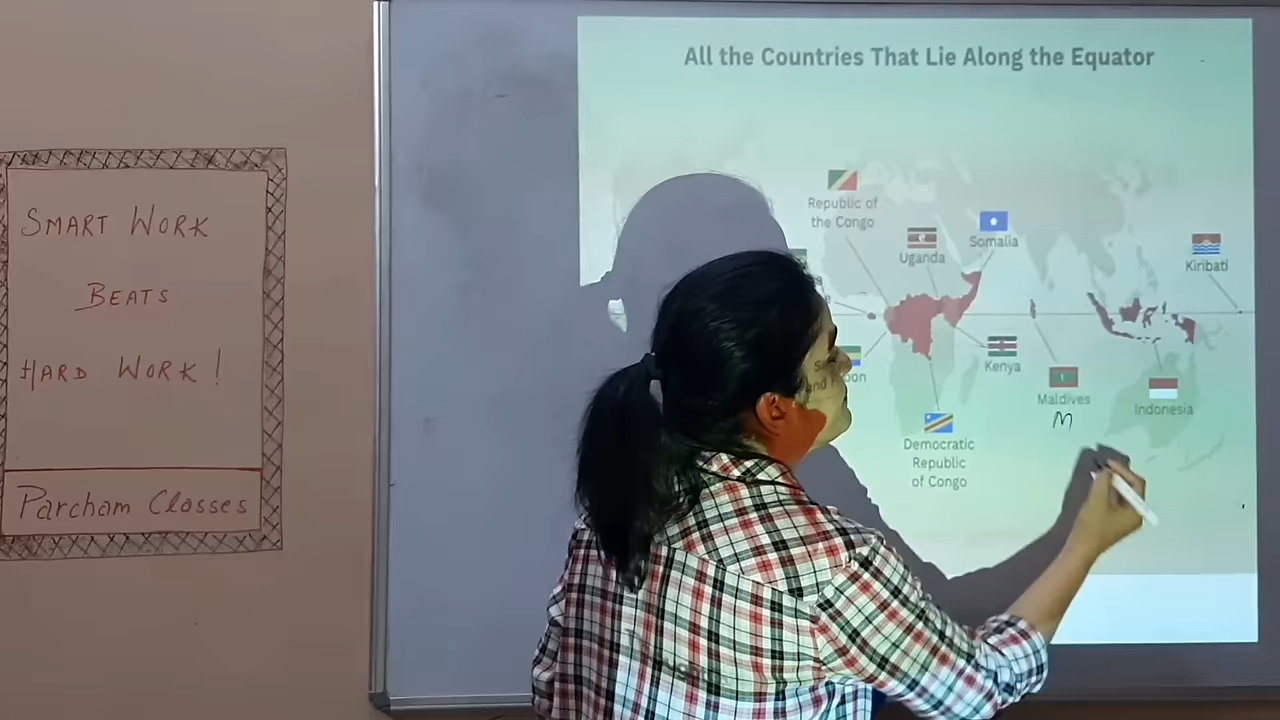 SMART WORK
BEATS
HARD WORK!
Parcham Classes
All the Countries That Lie Along the Equator
Republic of
the Congo
Uganda
Somalia
Kiribati
Kenya
Maldives
M
Indonesia
Democratic
Republic
of Congo